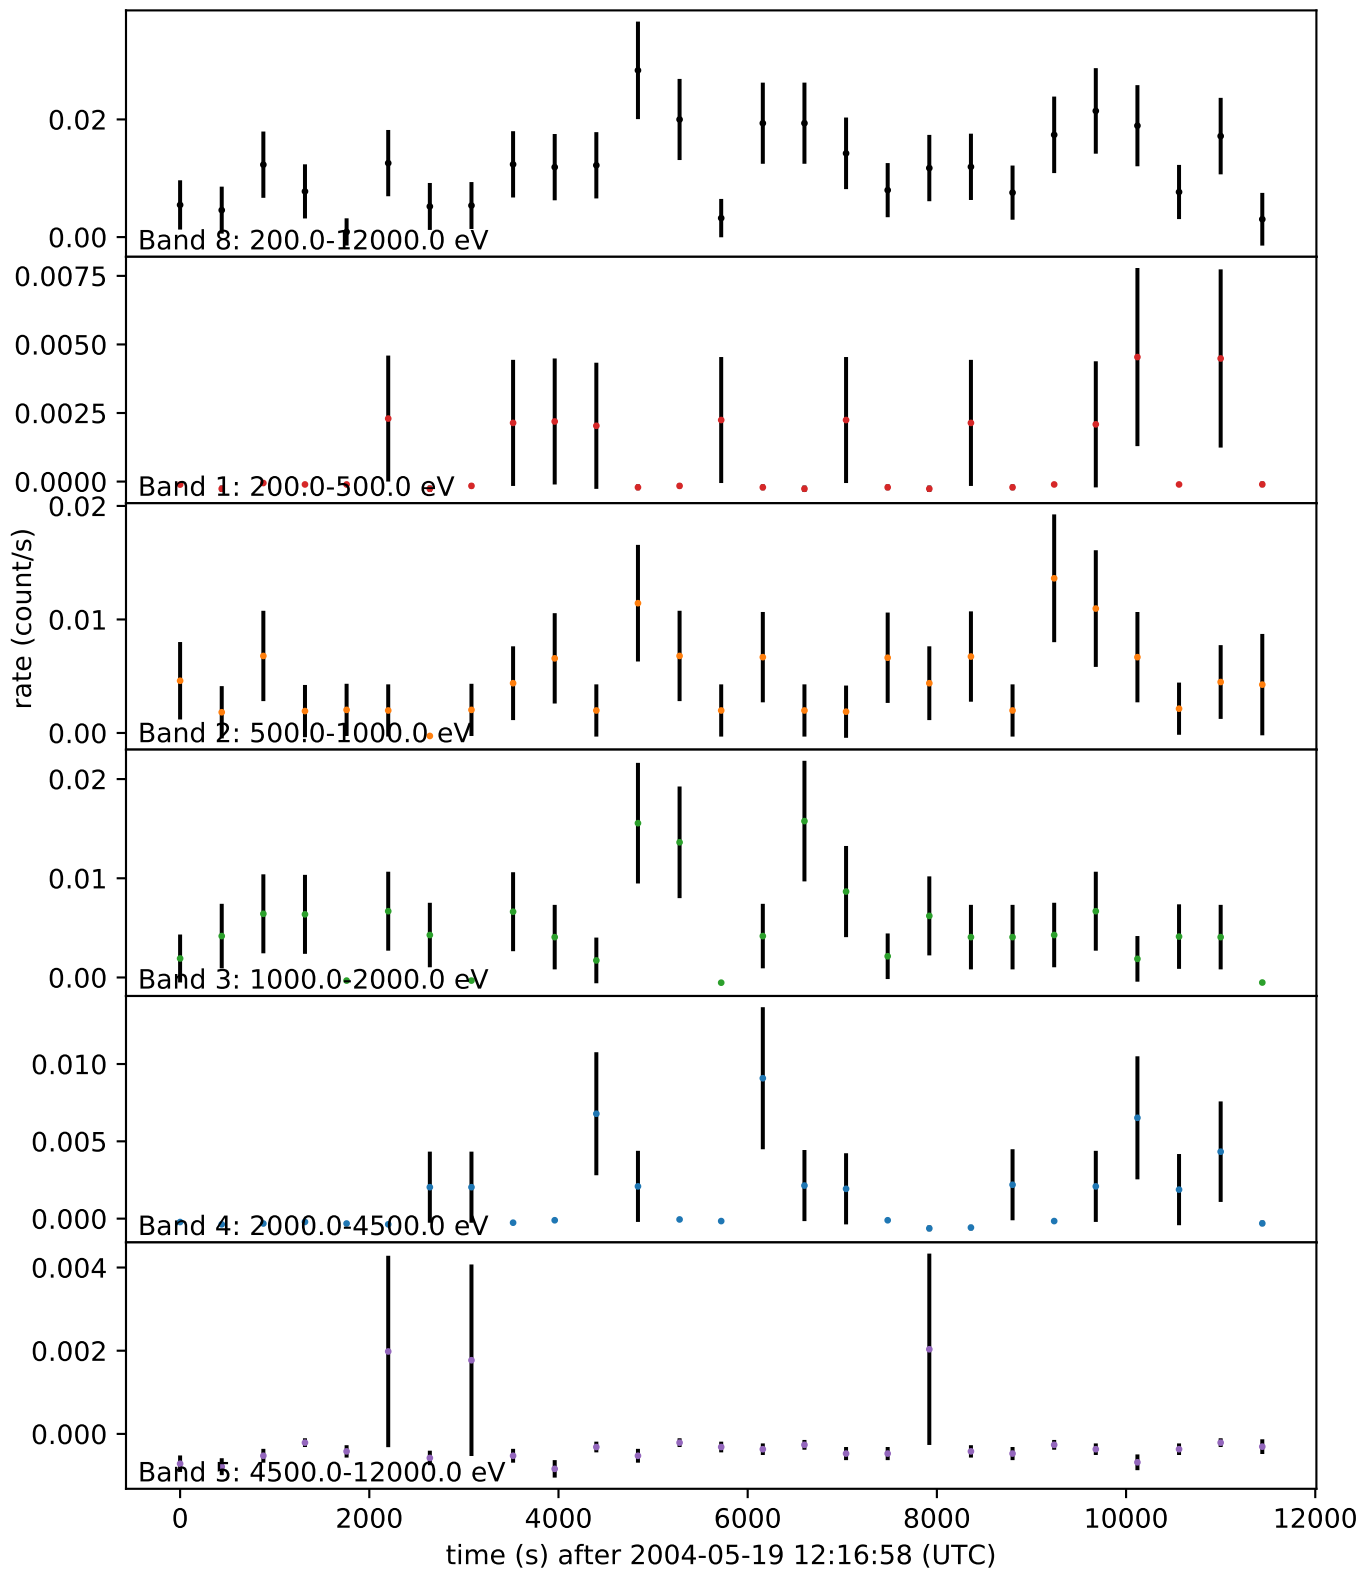 0.02
0.00
Band 8: 200.0-12000.0 eV
0.0075
0.0050
0.0025
0.0000
Band 1: 200.0-500.0 eV
0.02
0.01
0.00
Band 2: 500.0-1000.0 eV
rate (count/s)
0.02
0.01
0.00
Band 3: 1000.0-2000.0 eV
0.010
0.005
0.000
Band 4: 2000.0-4500.0 eV
0.004
0.002
0.000
Band 5: 4500.0-12000.0 eV
0 2000 4000 6000 8000 10000 12000
time (s) after 2004-05-19 12:16:58 (UTC)